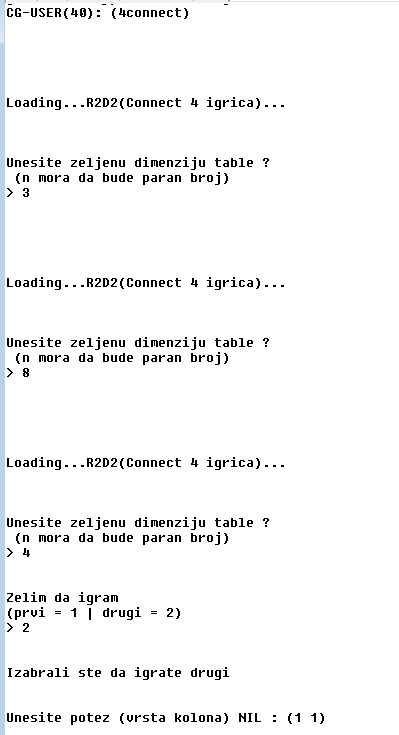 CG-USER(40): (4connect)
Loading...R2D2(Connect 4 igrica)...
Unesite zeljenu dimenziju table ?
(n mora da bude paran broj)
> 3
Loading...R2D2(Connect 4 igrica)...
Unesite zeljenu dimenziju table ?
(n mora da bude paran broj)
> 8
Loading...R2D2(Connect 4 igrica)...
Unesite zeljenu dimenziju table ?
(n mora da bude paran broj)
> 4
Zelim da igram
(prvi = 1 | drugi = 2)
> 2
Izabrali ste da igrate drugi
Unesite potez (vrsta kolona) NIL : (1 1)